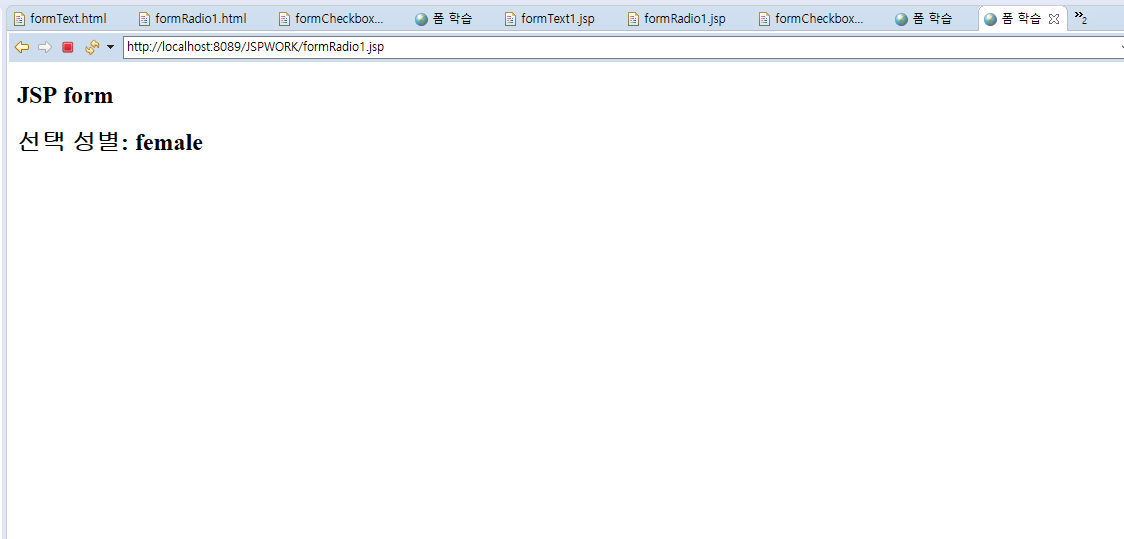 formText.html formRadio1.html formCheckbox... 폼 학습 formText1.jsp formRadio1.jsp formCheckbox... 폼 학습 폼 학습 »2
http://localhost:8089/JSPWORK/formRadio1.jsp
JSP form
선택 성별: female